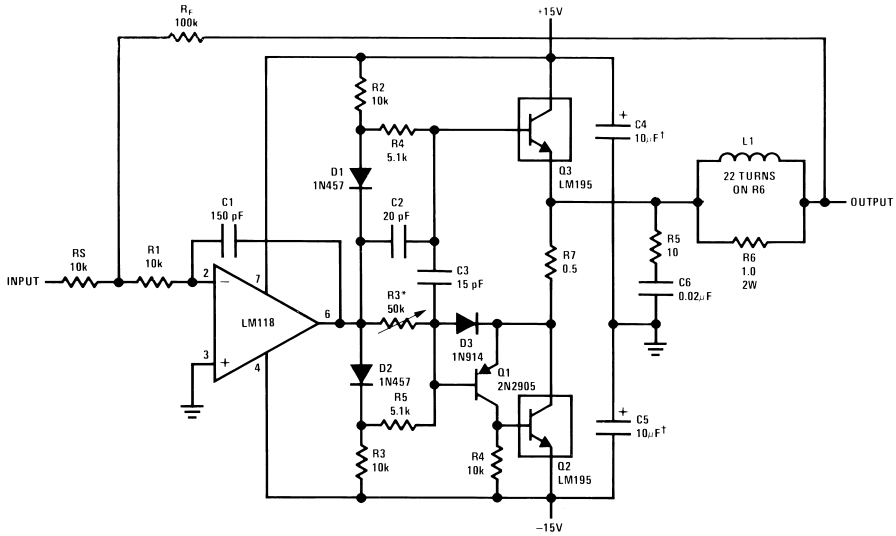 R_F
100k
+15V
R2
10k
R4
5.1k
C4
10μF†
Q3
LM195
L1
22 TURNS
ON R6
D1
1N457
C1
150 pF
C2
20 pF
OUTPUT
R5
10
R6
1.0
2W
RS
10k
R1
10k
R7
0.5
C3
15 pF
C6
0.02μF
INPUT
2
7
R3*
50k
LM118
6
D3
1N914
3
4
D2
1N457
Q1
2N2905
R5
5.1k
C5
10μF†
R3
10k
R4
10k
Q2
LM195
−15V